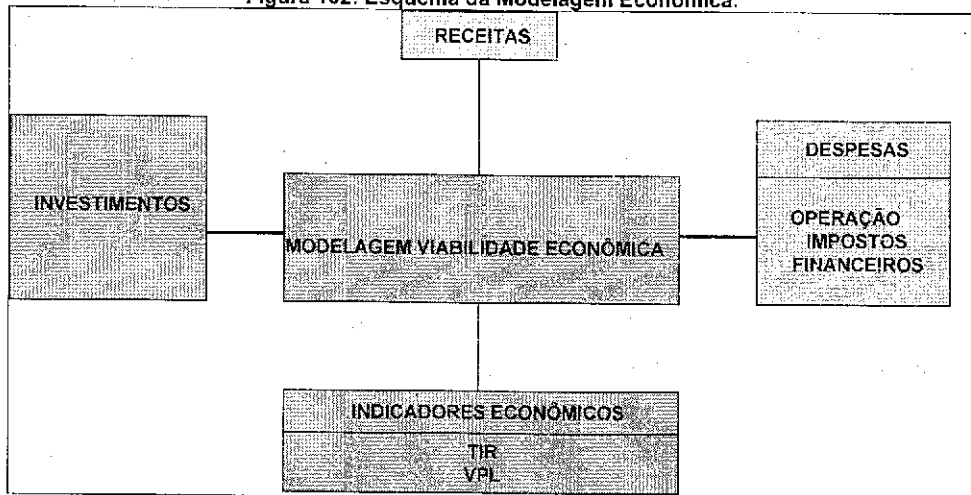 Figura 102: Esquema da Modelagem Econômica.
RECEITAS
INVESTIMENTOS
MODELAGEM VIABILIDADE ECONÔMICA
DESPESAS
OPERAÇÃO
IMPOSTOS
FINANCEIROS
INDICADORES ECONÔMICOS
TIR
VPL